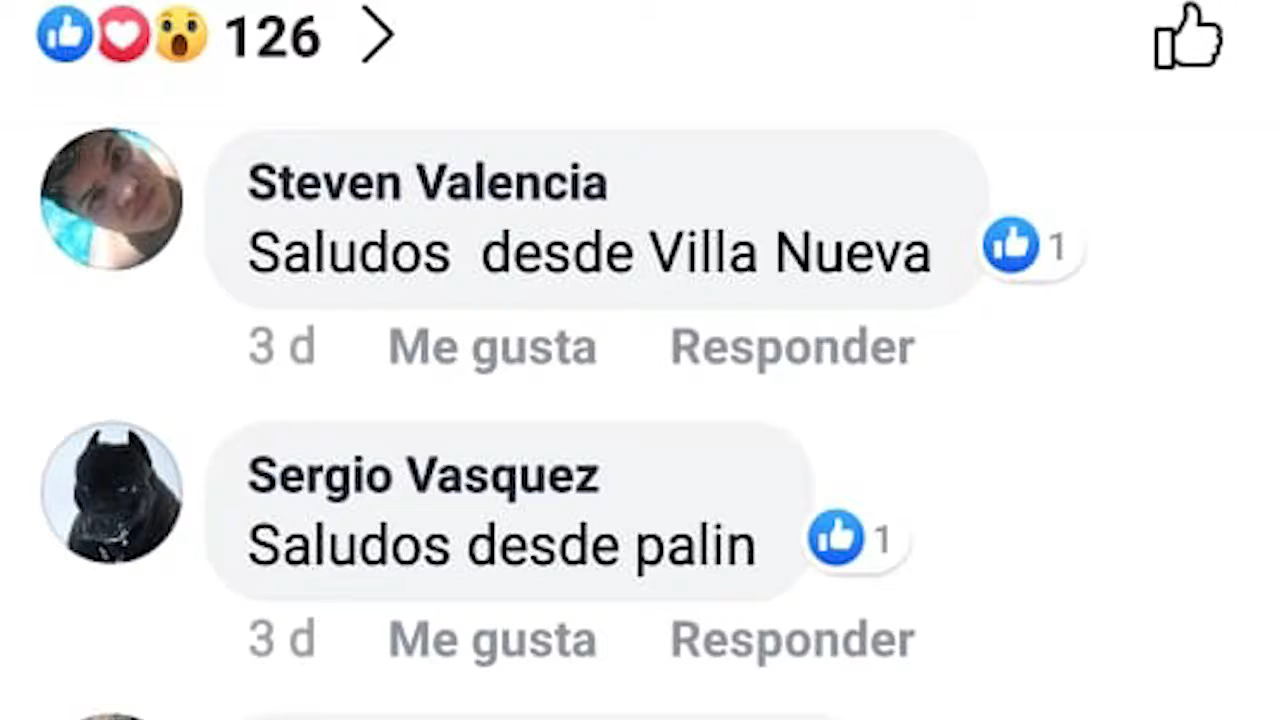 126
Steven Valencia
Saludos desde Villa Nueva
1
3 d Me gusta Responder
Sergio Vasquez
Saludos desde palin
1
3 d Me gusta Responder